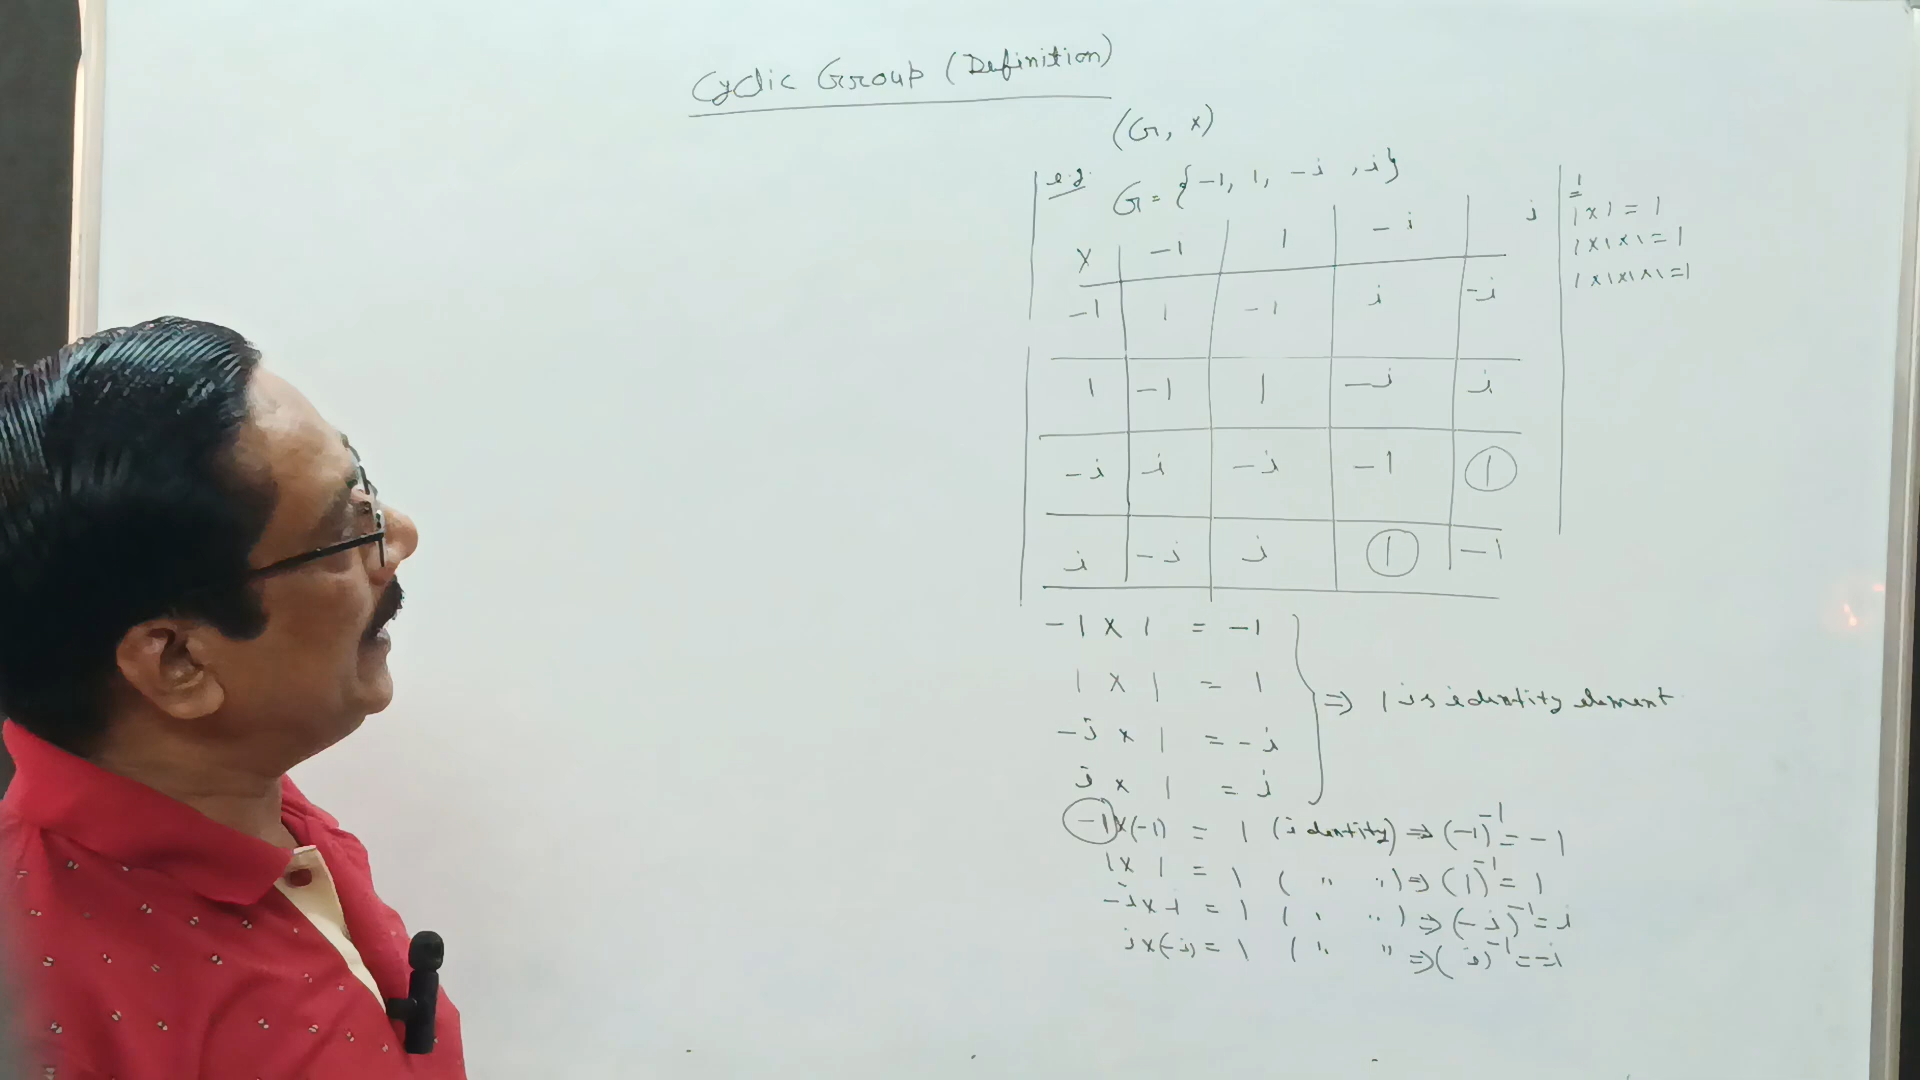 Cyclic Group (Definition)
(G, x)
e.g. G = {-1, 1, -i, i}
x -1 1 -i i
-1 1 -1 i -i
1 -1 1 -i i
-i i -i -1 1
i -i i 1 -1
1
1 x 1 = 1
1 x 1 x 1 = 1
1 x 1 x 1 x 1 = 1
-1 x 1 = -1
1 x 1 = 1
-i x 1 = -i
i x 1 = i
⇒ 1 is identity element
-1 x (-1) = 1 (identity) ⇒ (-1)⁻¹ = -1
1 x 1 = 1 ( " " ) ⇒ (1)⁻¹ = 1
-i x i = 1 ( " " ) ⇒ (-i)⁻¹ = i
i x (-i) = 1 ( " " ⇒ (i)⁻¹ = -i